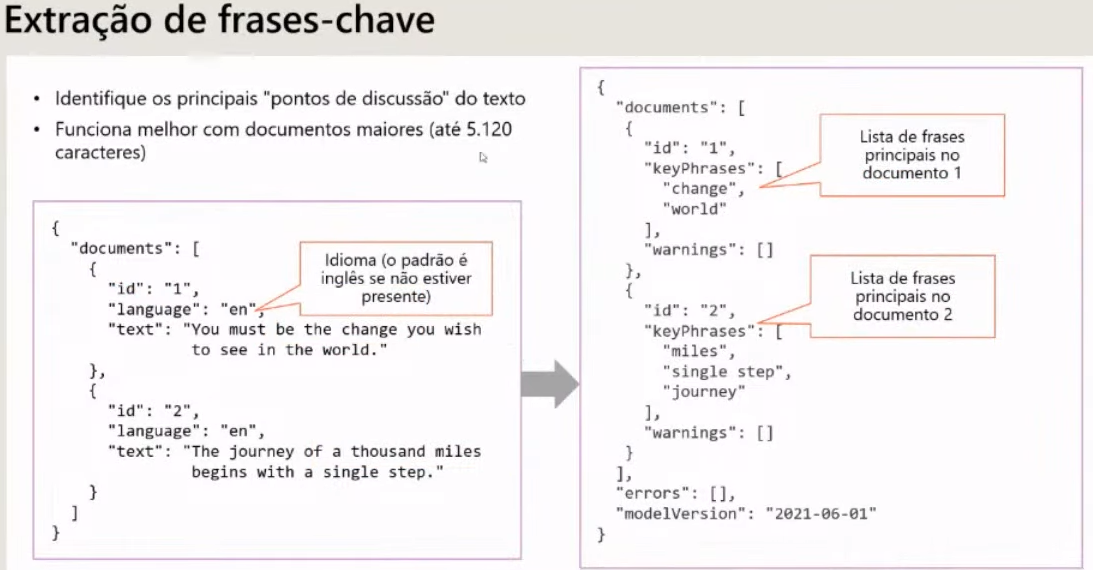 Extração de frases-chave
• Identifique os principais "pontos de discussão" do texto
• Funciona melhor com documentos maiores (até 5.120
caracteres)
{
  "documents": [
    {
      "id": "1",
      "language": "en",
      "text": "You must be the change you wish
               to see in the world."
    },
    {
      "id": "2",
      "language": "en",
      "text": "The journey of a thousand miles
               begins with a single step."
    }
  ]
}
Idioma (o padrão é
inglês se não estiver
presente)
{
  "documents": [
   {
     "id": "1",
     "keyPhrases": [
       "change",
       "world"
     ],
     "warnings": []
   },
   {
     "id": "2",
     "keyPhrases": [
       "miles",
       "single step",
       "journey"
     ],
     "warnings": []
   }
  ],
  "errors": [],
  "modelVersion": "2021-06-01"
}
Lista de frases
principais no
documento 1
Lista de frases
principais no
documento 2